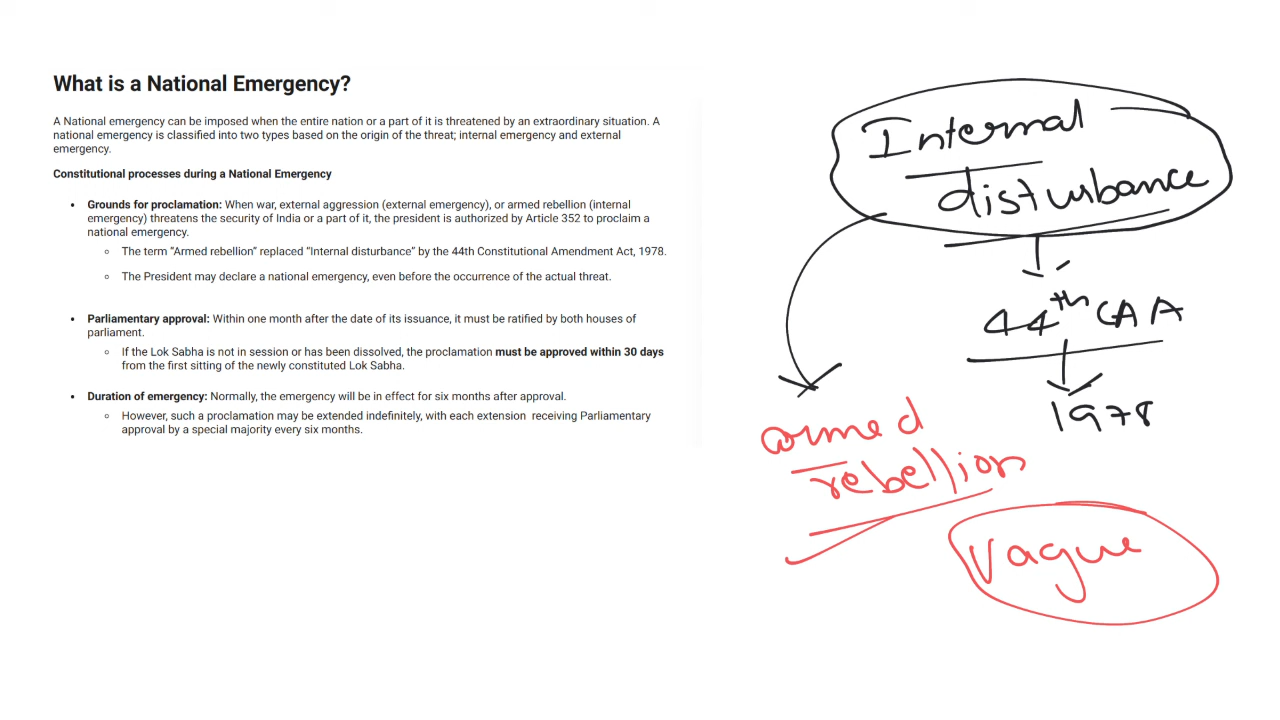 What is a National Emergency?
A National emergency can be imposed when the entire nation or a part of it is threatened by an extraordinary situation. A
national emergency is classified into two types based on the origin of the threat; internal emergency and external
emergency.
Constitutional processes during a National Emergency
• Grounds for proclamation: When war, external aggression (external emergency), or armed rebellion (internal
emergency) threatens the security of India or a part of it, the president is authorized by Article 352 to proclaim a
national emergency.
○ The term “Armed rebellion” replaced “Internal disturbance” by the 44th Constitutional Amendment Act, 1978.
○ The President may declare a national emergency, even before the occurrence of the actual threat.
• Parliamentary approval: Within one month after the date of its issuance, it must be ratified by both houses of
parliament.
○ If the Lok Sabha is not in session or has been dissolved, the proclamation must be approved within 30 days
from the first sitting of the newly constituted Lok Sabha.
• Duration of emergency: Normally, the emergency will be in effect for six months after approval.
○ However, such a proclamation may be extended indefinitely, with each extension receiving Parliamentary
approval by a special majority every six months.
Internal
disturbance
44th CAA
1978
armed
rebellion
Vague